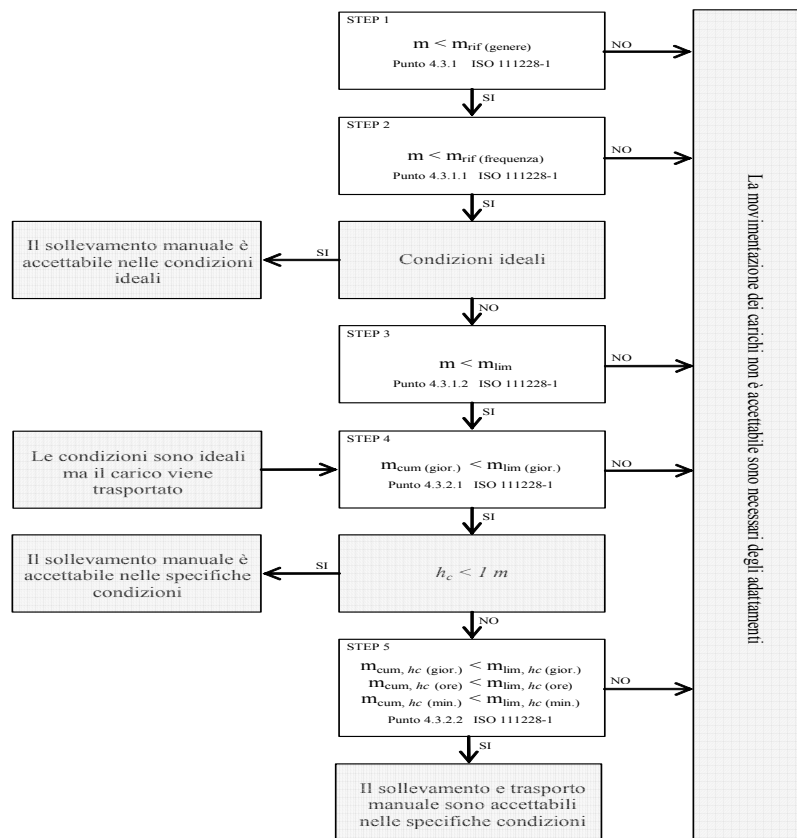 STEP 1
m < mrif (genere)
Punto 4.3.1 ISO 111228-1
NO
SI
STEP 2
m < mrif (frequenza)
Punto 4.3.1.1 ISO 111228-1
NO
SI
Il sollevamento manuale è
accettabile nelle condizioni
ideali
SI
Condizioni ideali
NO
STEP 3
m < mlim
Punto 4.3.1.2 ISO 111228-1
NO
SI
Le condizioni sono ideali
ma il carico viene
trasportato
STEP 4
mcum (gior.) < mlim (gior.)
Punto 4.3.2.1 ISO 111228-1
NO
SI
Il sollevamento manuale è
accettabile nelle specifiche
condizioni
SI
hc < 1 m
NO
STEP 5
mcum, hc (gior.) < mlim, hc (gior.)
mcum, hc (ore) < mlim, hc (ore)
mcum, hc (min.) < mlim, hc (min.)
Punto 4.3.2.2 ISO 111228-1
NO
SI
Il sollevamento e trasporto
manuale sono accettabili
nelle specifiche condizioni
La movimentazione dei carichi non è accettabile sono necessari degli adattamenti